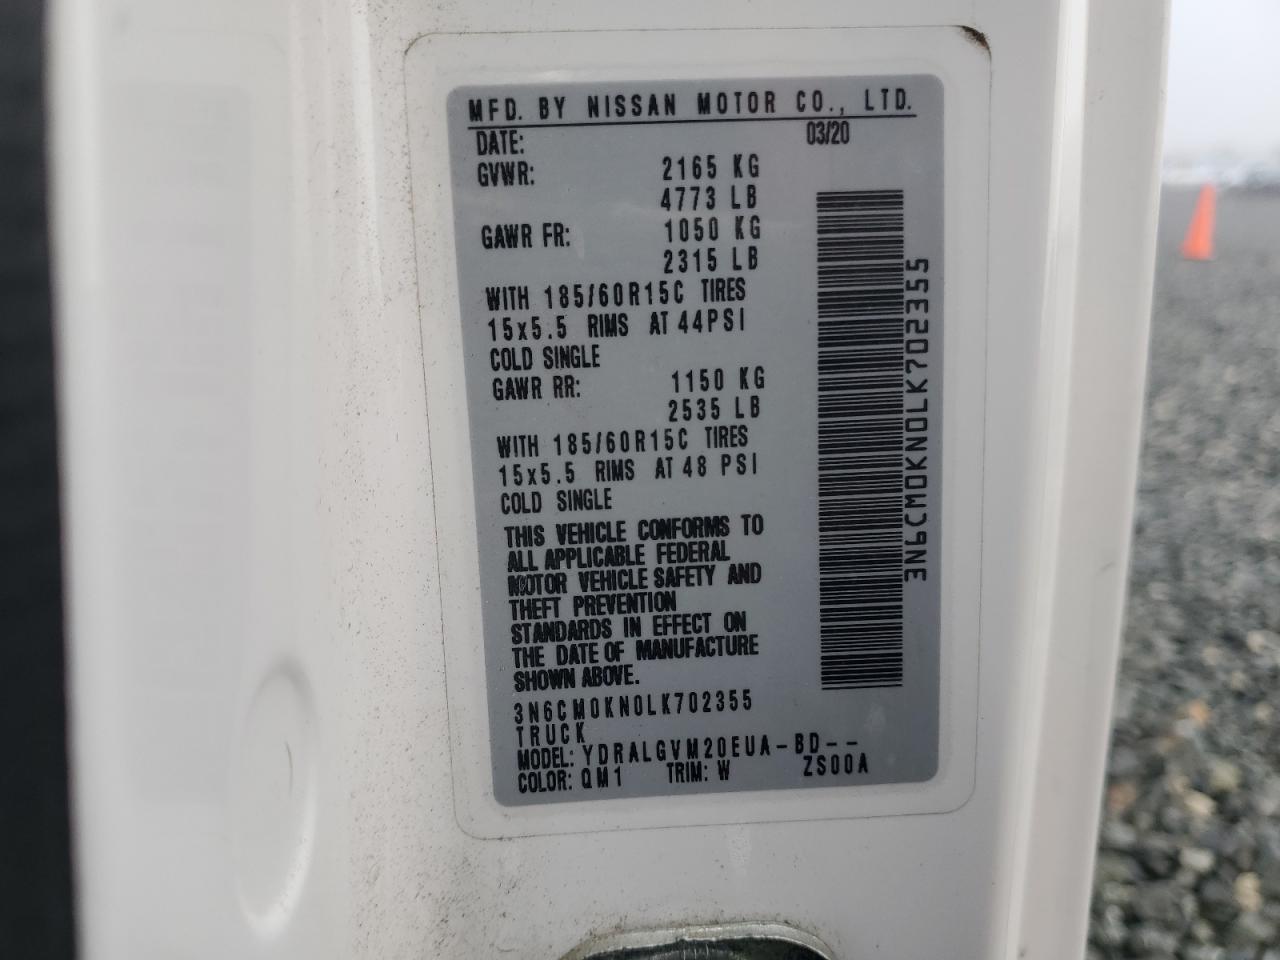 MFD. BY NISSAN MOTOR CO., LTD.
DATE: 03/20
GVWR: 2165 KG
4773 LB
GAWR FR: 1050 KG
2315 LB
WITH 185/60R15C TIRES
15x5.5 RIMS AT 44PSI
COLD SINGLE
GAWR RR: 1150 KG
2535 LB
WITH 185/60R15C TIRES
15x5.5 RIMS AT 48 PSI
COLD SINGLE
THIS VEHICLE CONFORMS TO
ALL APPLICABLE FEDERAL
MOTOR VEHICLE SAFETY AND
THEFT PREVENTION
STANDARDS IN EFFECT ON
THE DATE OF MANUFACTURE
SHOWN ABOVE.
3N6CM0KN0LK702355
TRUCK
MODEL: YDRALGVM20EUA-BD--
COLOR: QM1 TRIM: W ZS00A
3N6CM0KN0LK702355